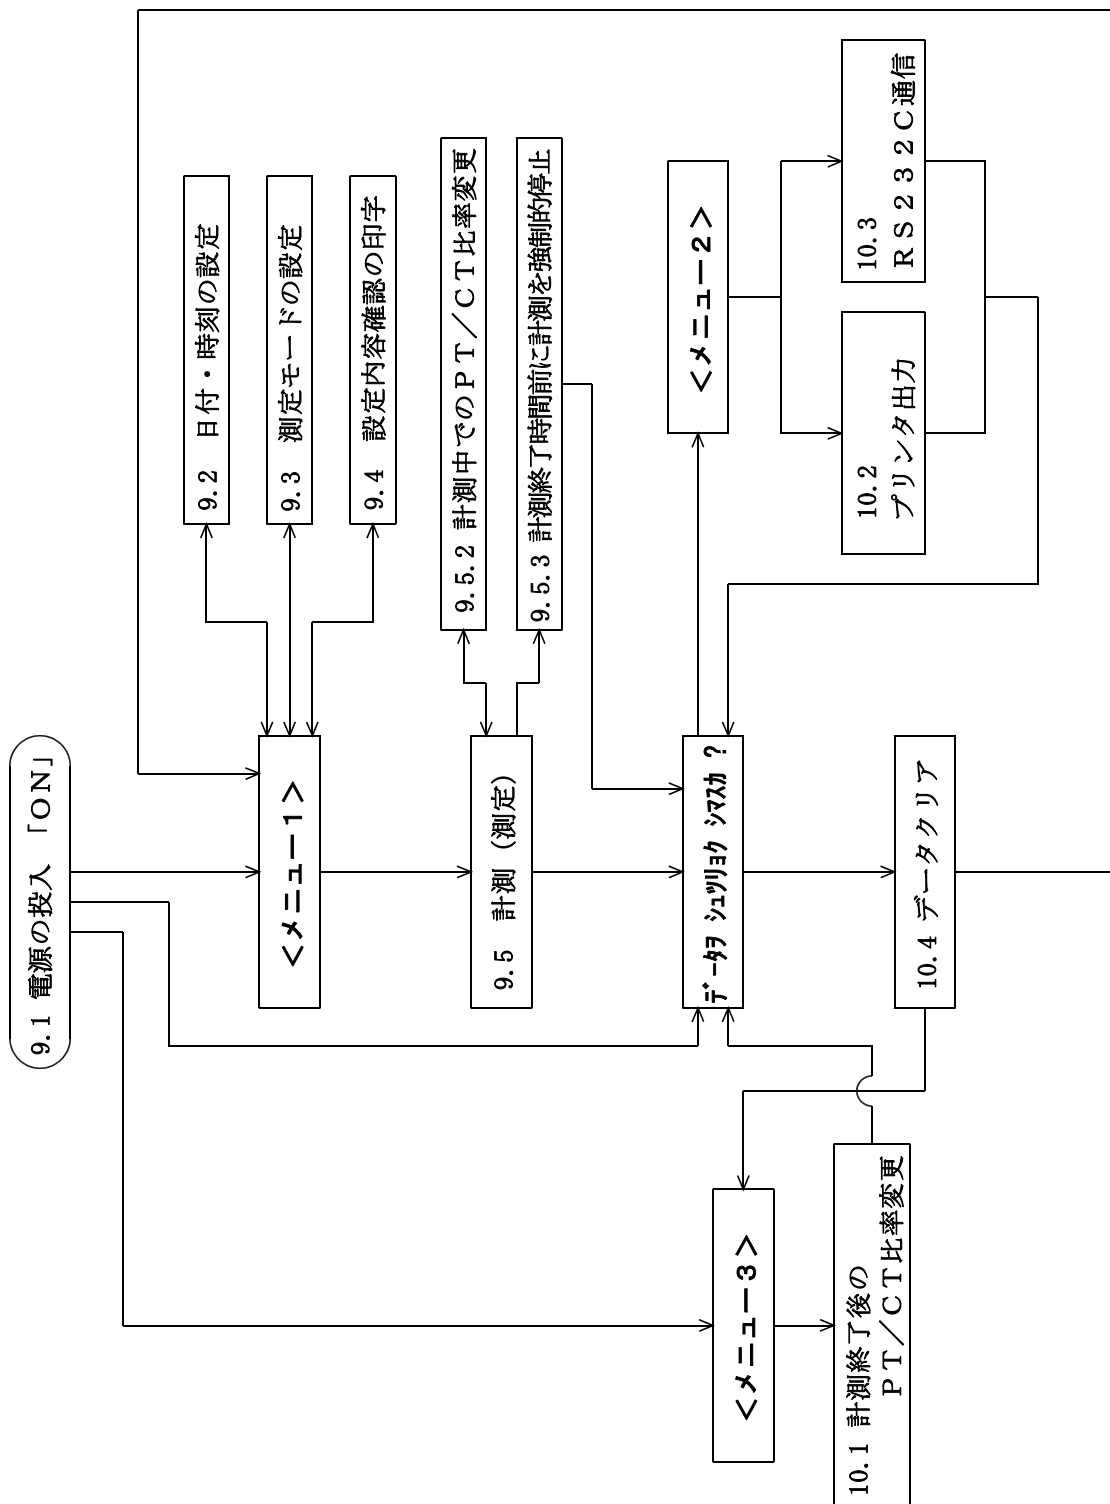 9.1 電源の投入 「ON」
9.2 日付・時刻の設定
9.3 測定モードの設定
9.4 設定内容確認の印字
<メニュー1>
9.5.2 計測中でのPT/CT比率変更
9.5.3 計測終了時間前に計測を強制的停止
9.5 計測 (測定)
<メニュー2>
データヲ シュツリョク シマスカ ?
10.3
RS232C通信
10.2
プリンタ出力
10.4 データクリア
<メニュー3>
10.1 計測終了後の
PT/CT比率変更